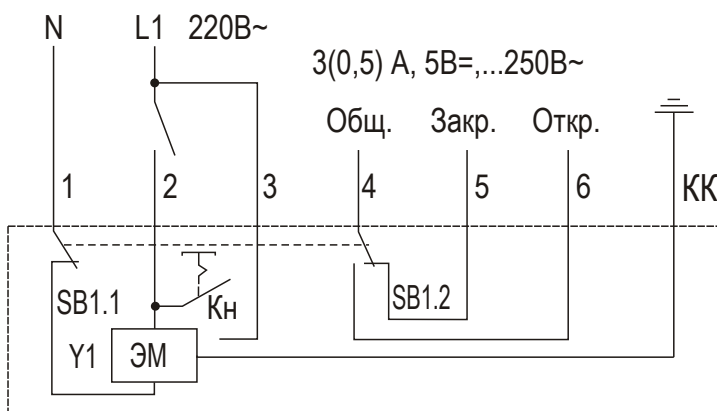 N L1 220В~
3(0,5) А, 5В=,...250В~
Общ. Закр. Откр.
1 2 3 4 5 6 КК
SB1.1 Кн SB1.2
Y1 ЭМ